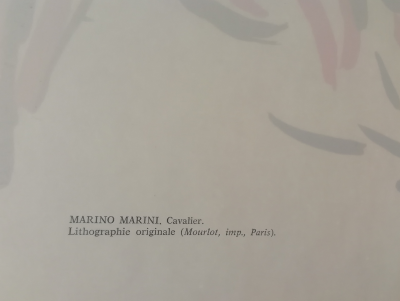 MARINO MARINI. Cavalier.
Lithographie originale (Mourlot, imp., Paris).